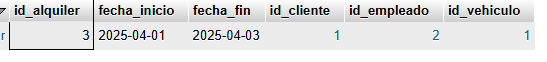 id_alquiler fecha_inicio fecha_fin id_cliente id_empleado id_vehiculo
r 3 2025-04-01 2025-04-03 1 2 1